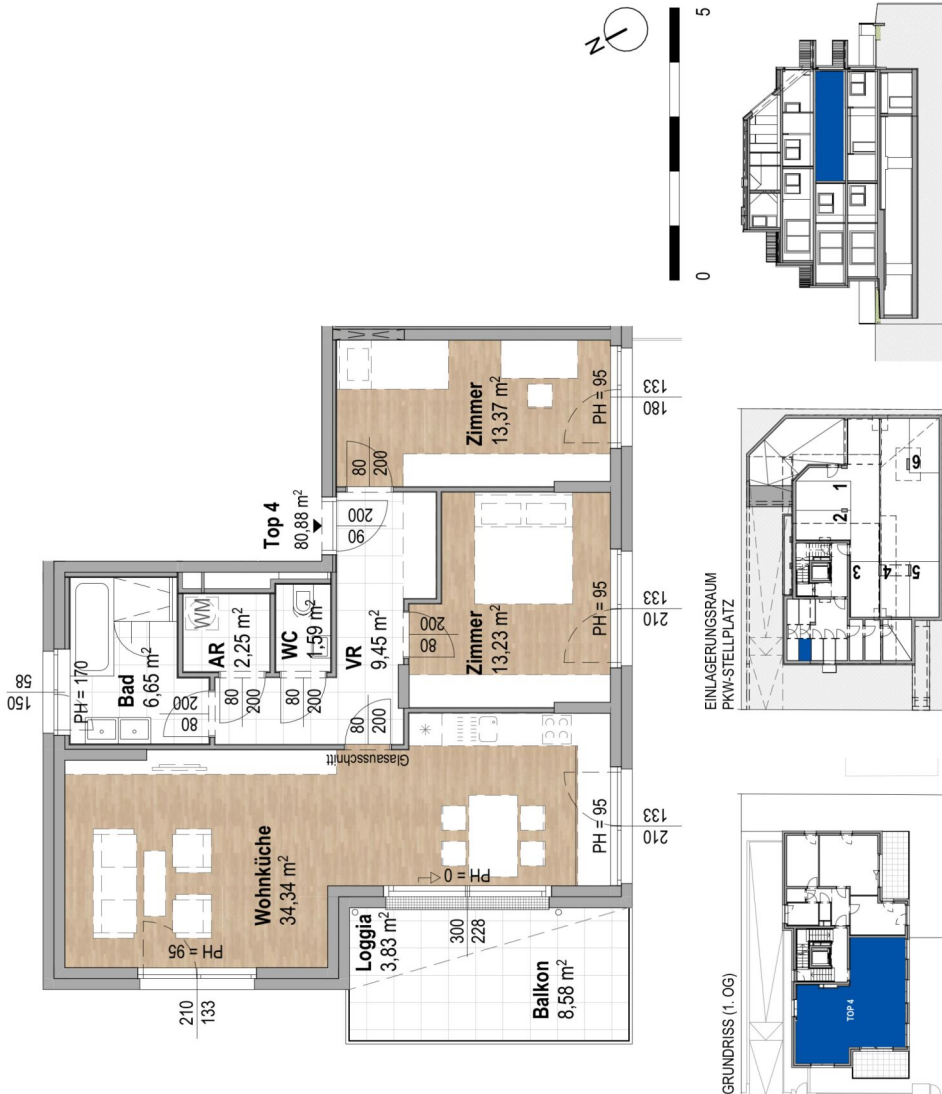 N
5
0
Top 4
80,88 m²
90
200
Zimmer
13,37 m²
80
200
PH = 95
133
180
Zimmer
13,23 m²
80
200
PH = 95
133
210
VR
9,45 m²
WC
1,59 m²
80
200
AR
2,25 m²
WM
80
200
Bad
6,65 m²
80
200
PH = 170
58
150
80
200
Glasausschnitt
Wohnküche
34,34 m²
PH = 95
210
133
PH = 0
PH = 95
133
210
Loggia
3,83 m²
300
228
Balkon
8,58 m²
EINLAGERUNGSRAUM
PKW-STELLPLATZ
1
2
3
4
5
6
GRUNDRISS (1. OG)
TOP 4